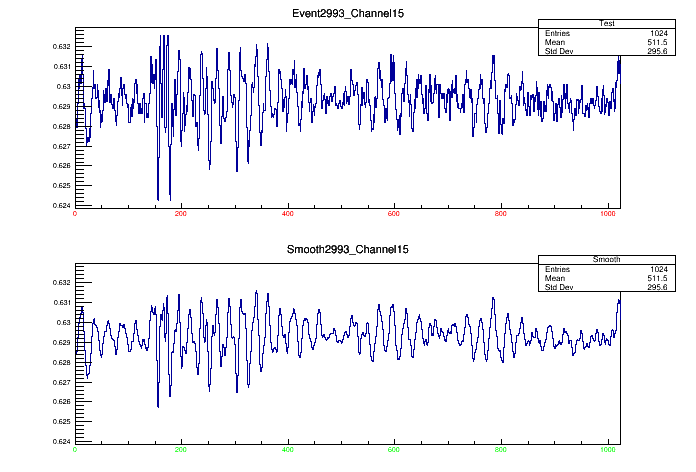 Event2993_Channel15
Test
Entries 1024
Mean 511.5
Std Dev 295.6
0.632
0.631
0.63
0.629
0.628
0.627
0.626
0.625
0.624
0 200 400 600 800 1000
Smooth2993_Channel15
Smooth
Entries 1024
Mean 511.5
Std Dev 295.6
0.632
0.631
0.63
0.629
0.628
0.627
0.626
0.625
0.624
0 200 400 600 800 1000